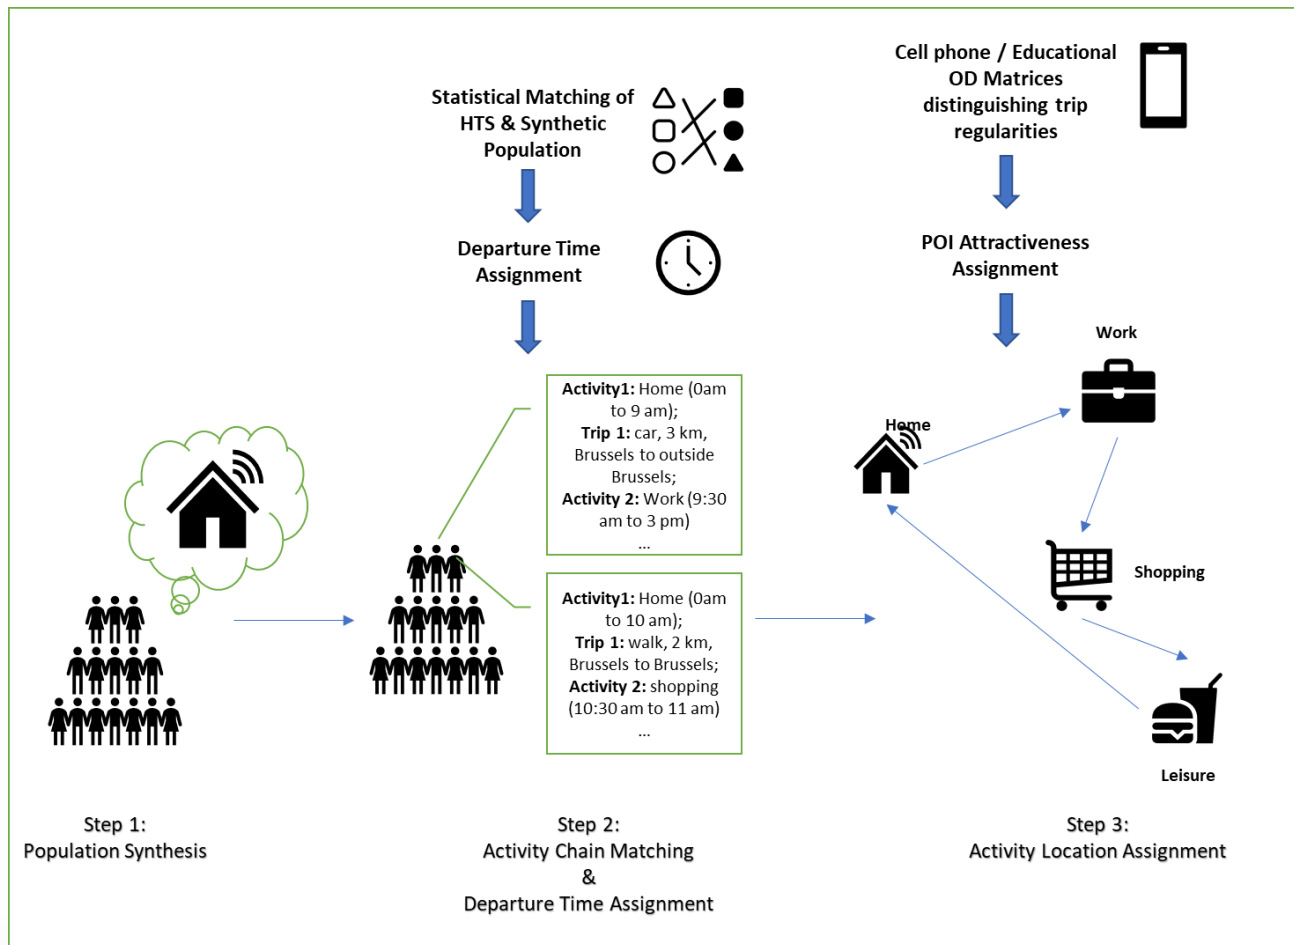 Statistical Matching of
HTS & Synthetic
Population
Departure Time
Assignment
Activity1: Home (0am
to 9 am);
Trip 1: car, 3 km,
Brussels to outside
Brussels;
Activity 2: Work (9:30
am to 3 pm)
...
Activity1: Home (0am
to 10 am);
Trip 1: walk, 2 km,
Brussels to Brussels;
Activity 2: shopping
(10:30 am to 11 am)
...
Cell phone / Educational
OD Matrices
distinguishing trip
regularities
POI Attractiveness
Assignment
Work
Home
Shopping
Leisure
Step 1:
Population Synthesis
Step 2:
Activity Chain Matching
&
Departure Time Assignment
Step 3:
Activity Location Assignment